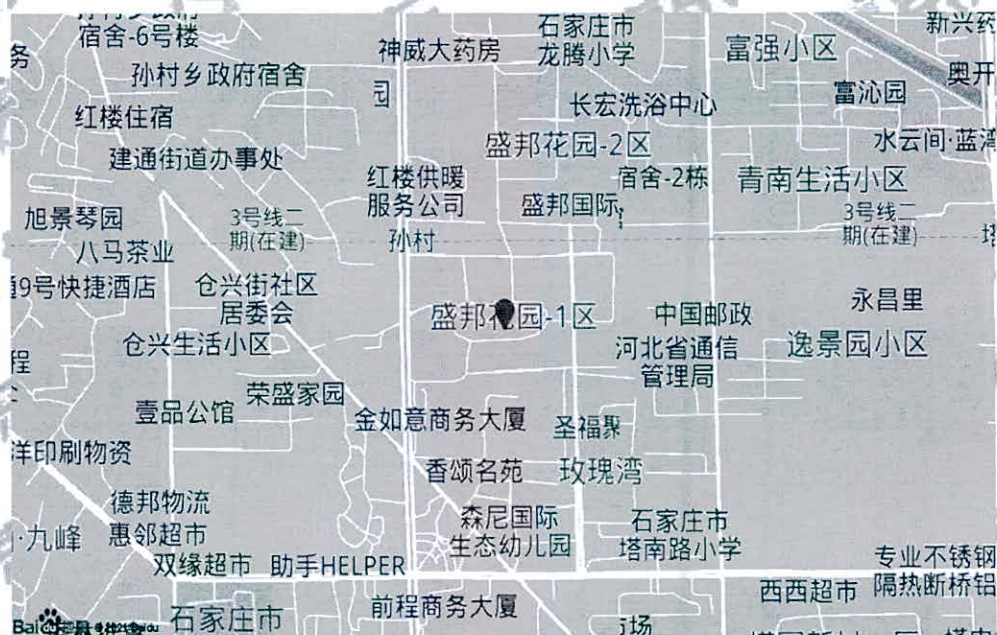 宿舍-6号楼
孙村乡政府宿舍
红楼住宿
建通街道办事处
神威大药房
石家庄市
龙腾小学
富强小区
新兴药
奥开
富沁园
长宏洗浴中心
盛邦花园-2区
水云间·蓝湾
红楼供暖
服务公司
宿舍-2栋
青南生活小区
盛邦国际
旭景琴园
3号线二
期(在建)
3号线二
期(在建)
八马茶业
孙村
塔
9号快捷酒店
仓兴街社区
居委会
盛邦花园-1区
中国邮政
永昌里
仓兴生活小区
河北省通信
管理局
逸景园小区
程
荣盛家园
壹品公馆
金如意商务大厦
圣福聚
洋印刷物资
香颂名苑
玫瑰湾
德邦物流
森尼国际
生态幼儿园
石家庄市
塔南路小学
九峰
惠邻超市
双缘超市
助手HELPER
专业不锈钢
隔热断桥铝
西西超市
前程商务大厦
石家庄市
Bai
市场